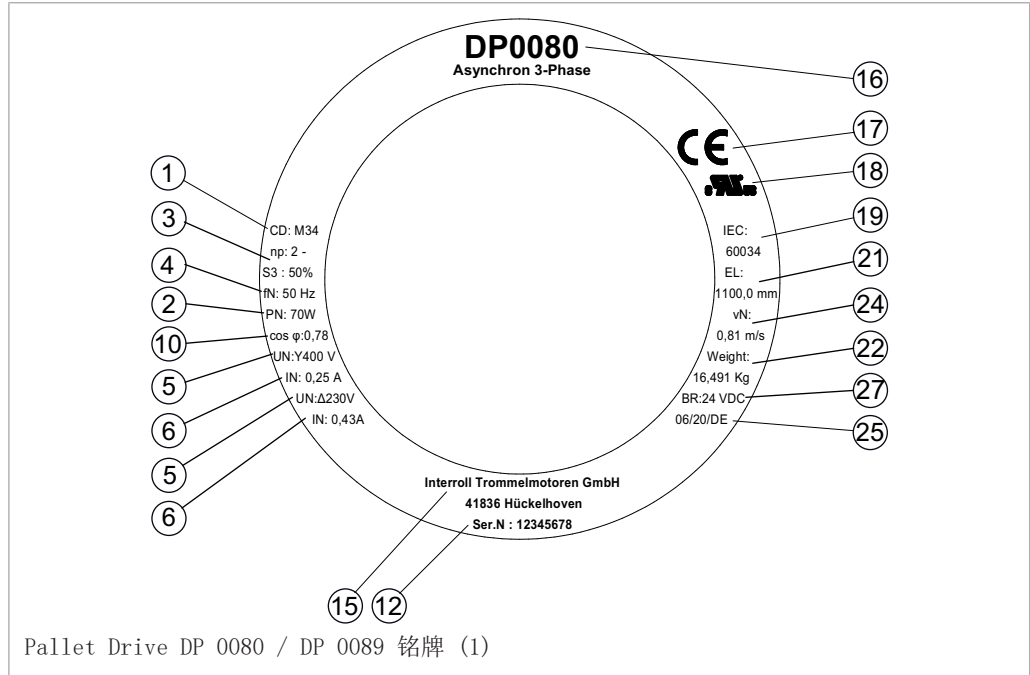 DP0080
Asynchron 3-Phase
16
CE
17
c UL us
18
1
CD: M34
3
np: 2 -
S3 : 50%
4
fN: 50 Hz
2
PN: 70W
10
cos φ:0,78
5
UN:Y400 V
6
IN: 0,25 A
5
UN:Δ230V
6
IN: 0,43A
IEC:
19
60034
EL:
21
1100,0 mm
vN:
24
0,81 m/s
Weight:
22
16,491 Kg
BR:24 VDC
27
06/20/DE
25
Interroll Trommelmotoren GmbH
41836 Hückelhoven
Ser.N : 12345678
15
12
Pallet Drive DP 0080 / DP 0089 铭牌 (1)